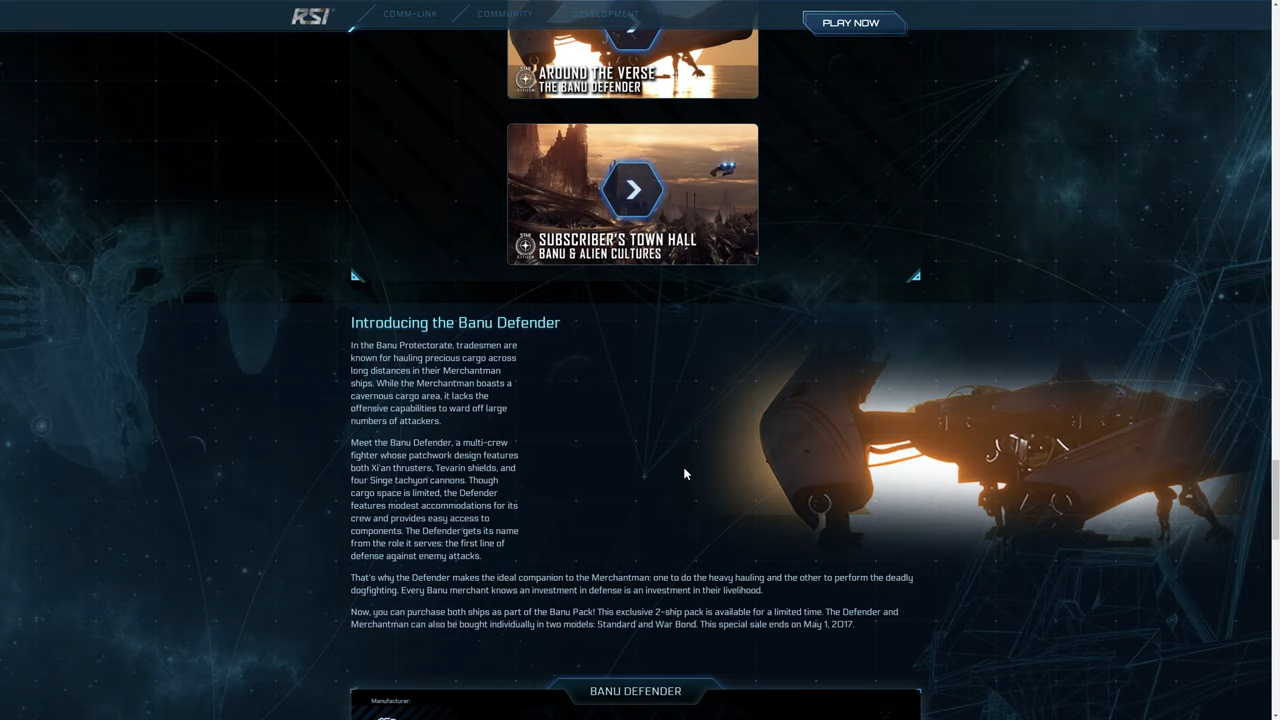 RSI
COMM-LINK
COMMUNITY
DEVELOPMENT
PLAY NOW
AROUND THE VERSE
THE BANU DEFENDER
SUBSCRIBER'S TOWN HALL
BANU & ALIEN CULTURES
Introducing the Banu Defender
In the Banu Protectorate, tradesmen are
known for hauling precious cargo across
long distances in their Merchantman
ships. While the Merchantman boasts a
cavernous cargo area, it lacks the
offensive capabilities to ward off large
numbers of attackers.
Meet the Banu Defender, a multi-crew
fighter whose patchwork design features
both Xi'an thrusters, Tevarin shields, and
four Singe tachyon cannons. Though
cargo space is limited, the Defender
features modest accommodations for its
crew and provides easy access to
components. The Defender gets its name
from the role it serves: the first line of
defense against enemy attacks.
That's why the Defender makes the ideal companion to the Merchantman: one to do the heavy hauling and the other to perform the deadly
dogfighting. Every Banu merchant knows an investment in defense is an investment in their livelihood.
Now, you can purchase both ships as part of the Banu Pack! This exclusive 2-ship pack is available for a limited time. The Defender and
Merchantman can also be bought individually in two models: Standard and War Bond. This special sale ends on May 1, 2017.
BANU DEFENDER
Manufacturer: